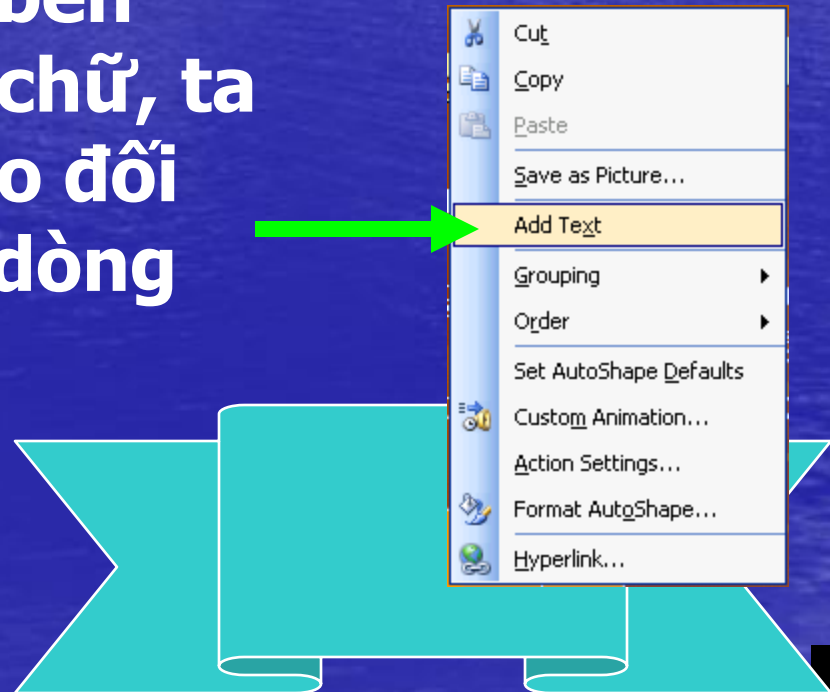 bên
chữ, ta
o đối
dòng
Cut
Copy
Paste
Save as Picture...
Add Text
Grouping
Order
Set AutoShape Defaults
Custom Animation...
Action Settings...
Format AutoShape...
Hyperlink...